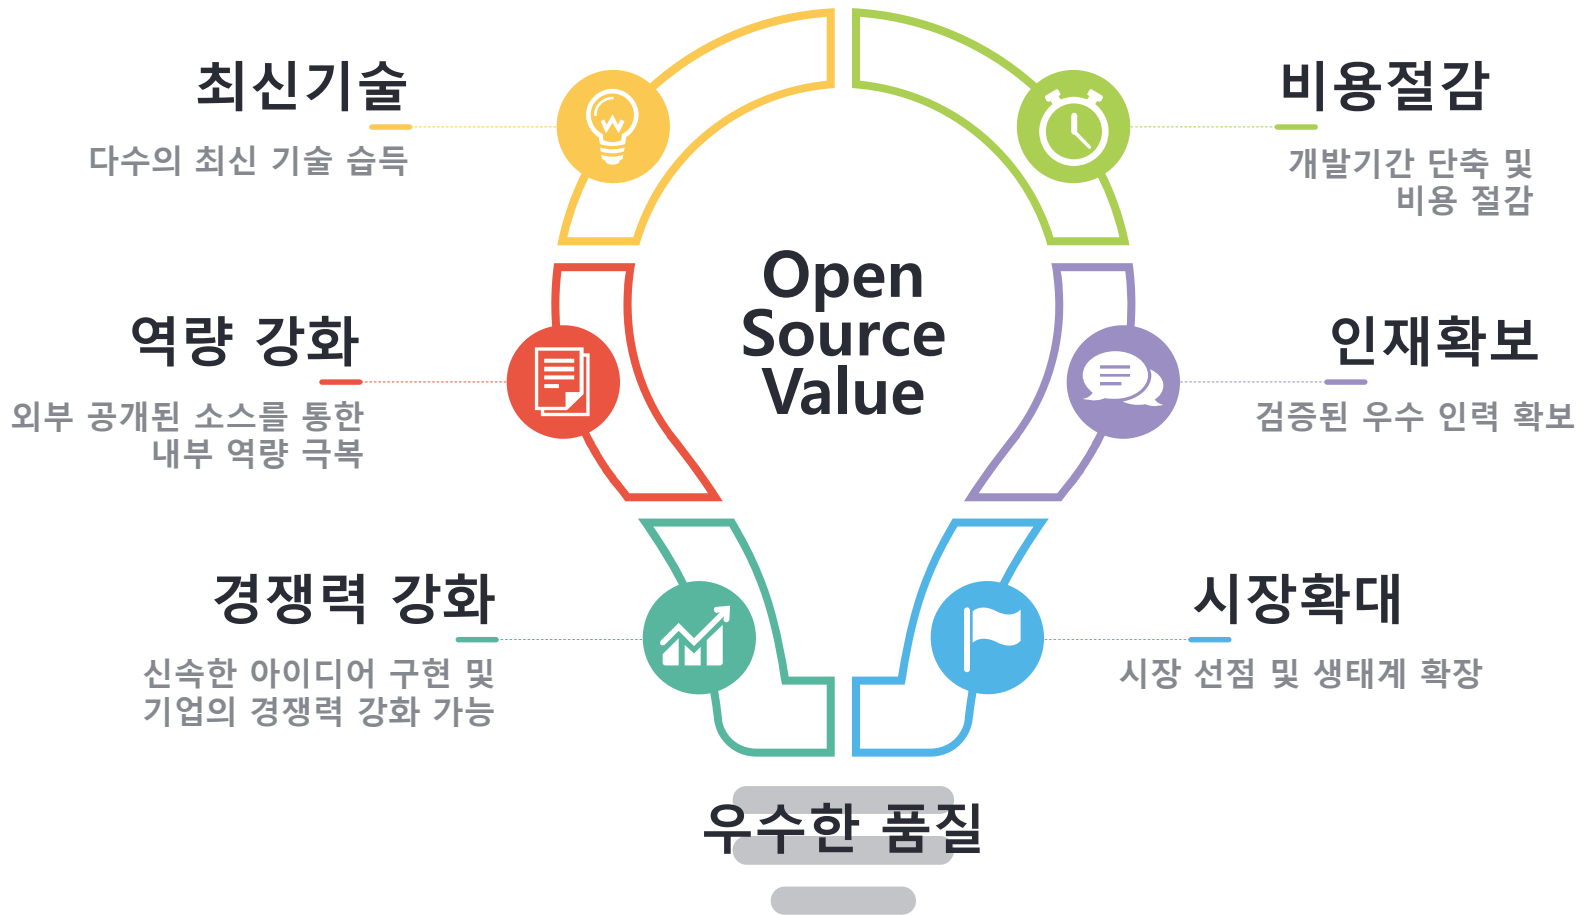 최신기술
다수의 최신 기술 습득
비용절감
개발기간 단축 및
비용 절감
Open
Source
Value
역량 강화
외부 공개된 소스를 통한
내부 역량 극복
인재확보
검증된 우수 인력 확보
경쟁력 강화
신속한 아이디어 구현 및
기업의 경쟁력 강화 가능
시장확대
시장 선점 및 생태계 확장
우수한 품질